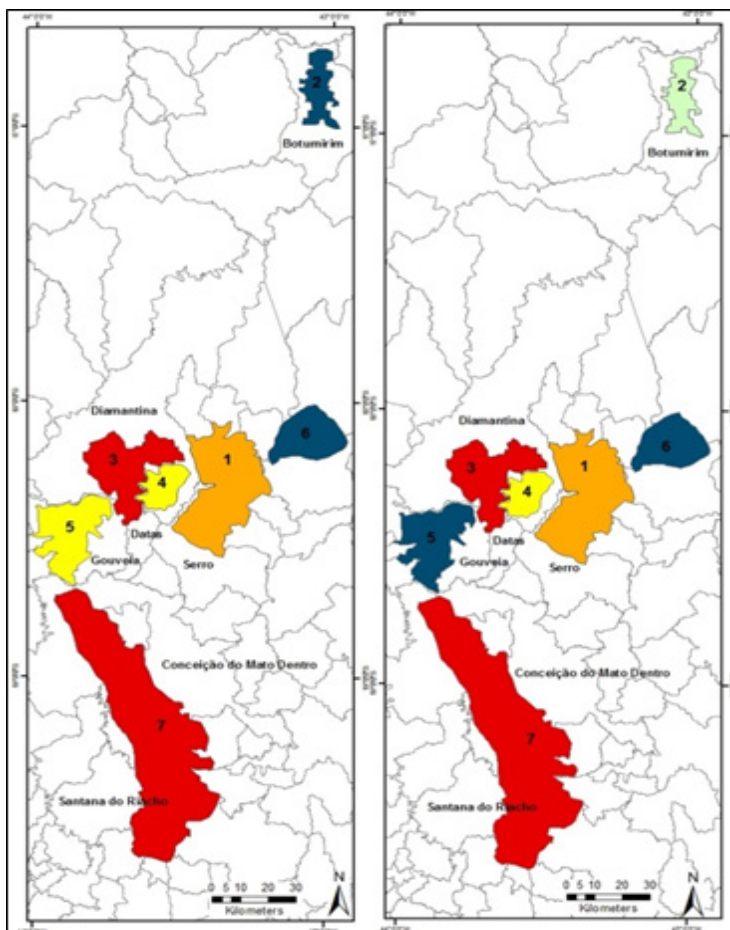 2
Botumirim
Diamantina
6
3
1
4
5
Datas
Gouveia
Serro
Conceição do Mato Dentro
7
Santana do Riacho
N
0 5 10 20 30
Kilometers
2
Botumirim
Diamantina
6
3
1
4
5
Datas
Gouveia
Serro
Conceição do Mato Dentro
7
Santana do Riacho
N
0 5 10 20 30
Kilometers